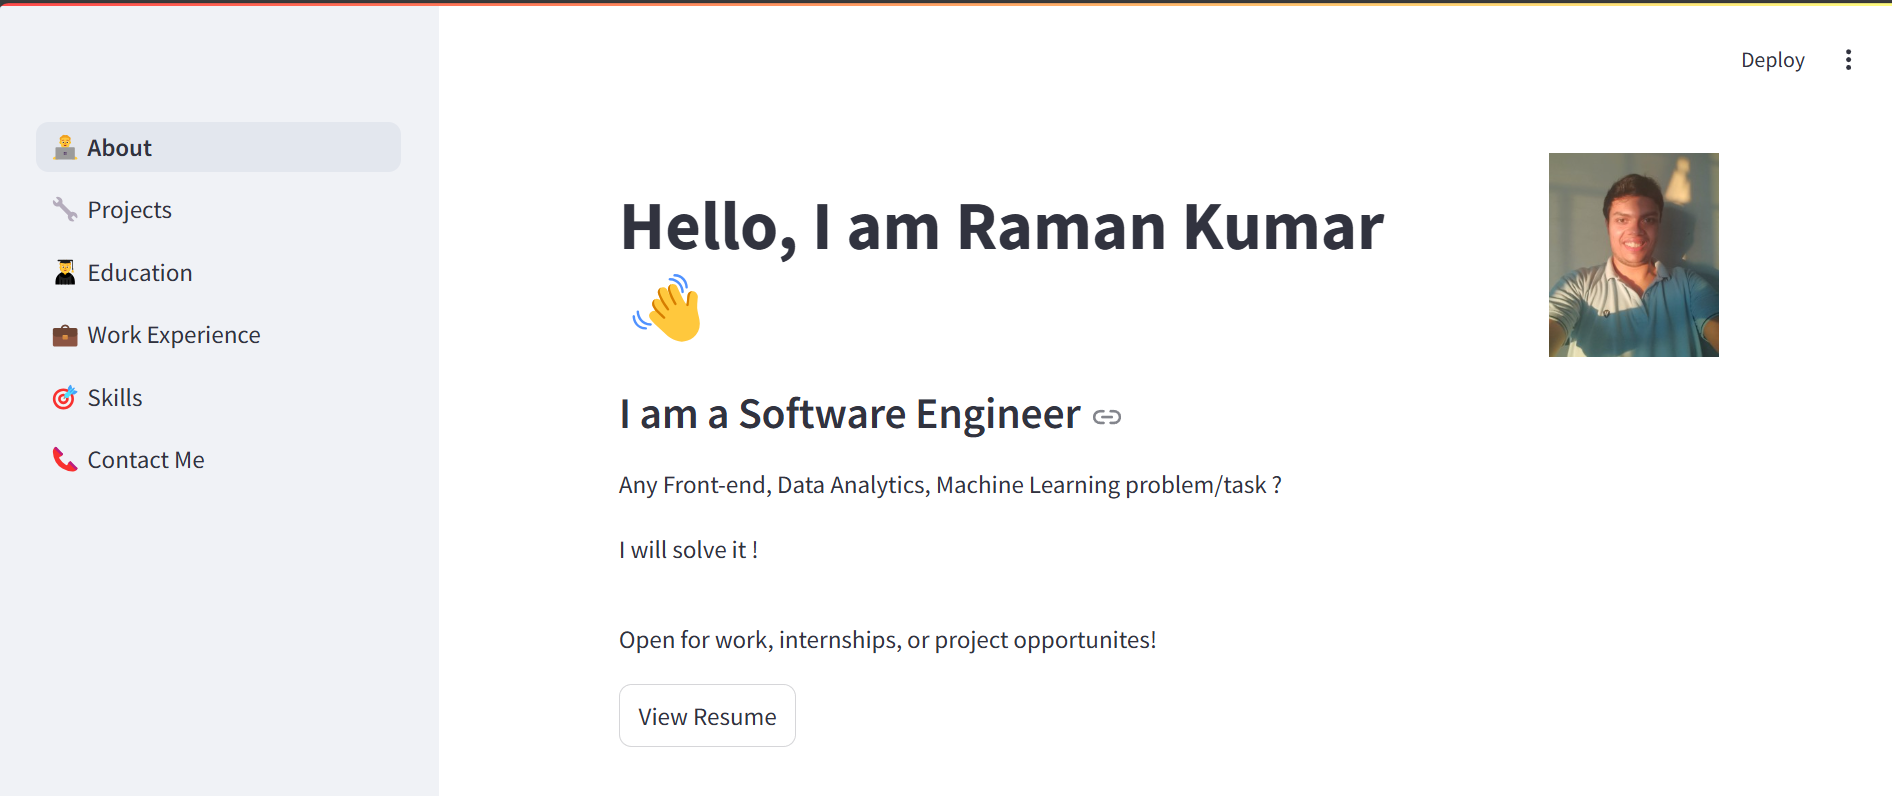 Deploy
About
Projects
Education
Work Experience
Skills
Contact Me
Hello, I am Raman Kumar
👋
I am a Software Engineer
Any Front-end, Data Analytics, Machine Learning problem/task ?
I will solve it !
Open for work, internships, or project opportunites!
View Resume